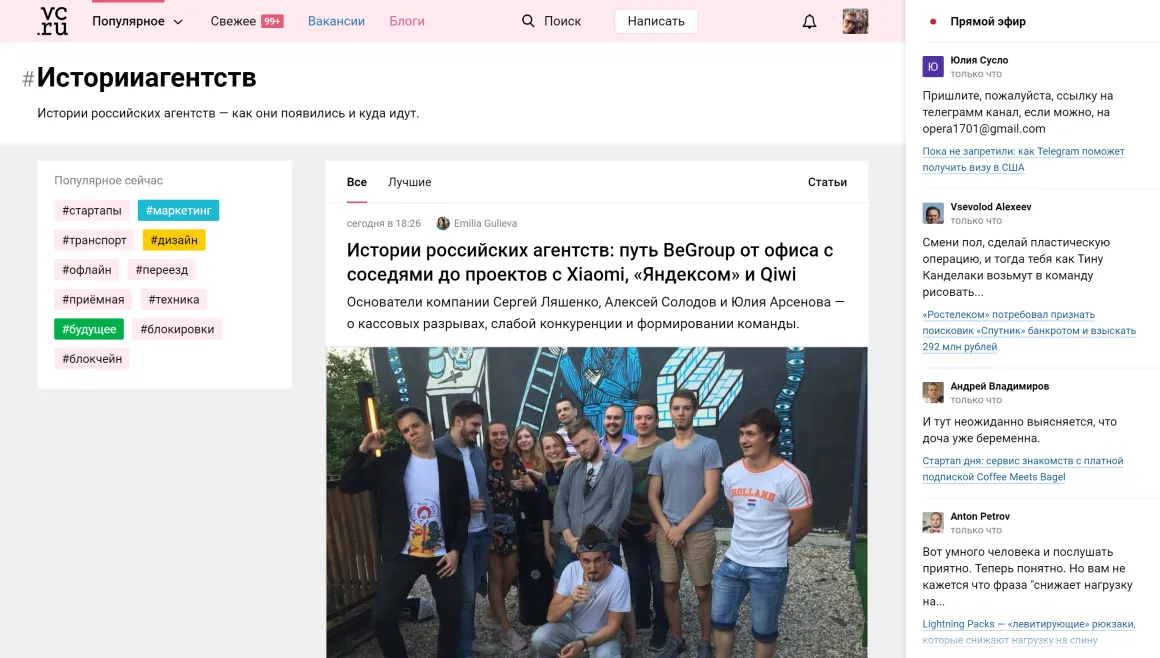 vc
.ru
Популярное
Свежее 99+
Вакансии
Блоги
Поиск
Написать
#Историиагентств
Истории российских агентств — как они появились и куда идут.
Популярное сейчас
#стартапы #маркетинг
#транспорт #дизайн
#офлайн #переезд
#приёмная #техника
#будущее #блокировки
#блокчейн
Все Лучшие Статьи
сегодня в 18:26 Emilia Gulieva
Истории российских агентств: путь BeGroup от офиса с
соседями до проектов с Xiaomi, «Яндексом» и Qiwi
Основатели компании Сергей Ляшенко, Алексей Солодов и Юлия Арсенова —
о кассовых разрывах, слабой конкуренции и формировании команды.
HOLLAND
Прямой эфир
Ю
Юлия Сусло
только что
Пришлите, пожалуйста, ссылку на
телеграмм канал, если можно, на
opera1701@gmail.com
Пока не запретили: как Telegram поможет
получить визу в США
Vsevolod Alexeev
только что
Смени пол, сделай пластическую
операцию, и тогда тебя как Тину
Канделаки возьмут в команду
рисовать...
«Ростелеком» потребовал признать
поисковик «Спутник» банкротом и взыскать
292 млн рублей
Андрей Владимиров
только что
И тут неожиданно выясняется, что
доча уже беременна.
Стартап дня: сервис знакомств с платной
подпиской Coffee Meets Bagel
Anton Petrov
только что
Вот умного человека и послушать
приятно. Теперь понятно. Но вам не
кажется что фраза "снижает нагрузку
на...
Lightning Packs — «левитирующие» рюкзаки,
которые снижают нагрузку на спину